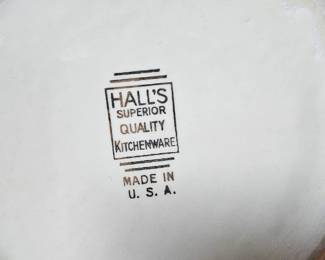 HALL'S
SUPERIOR
QUALITY
KITCHENWARE
MADE IN
U. S. A.